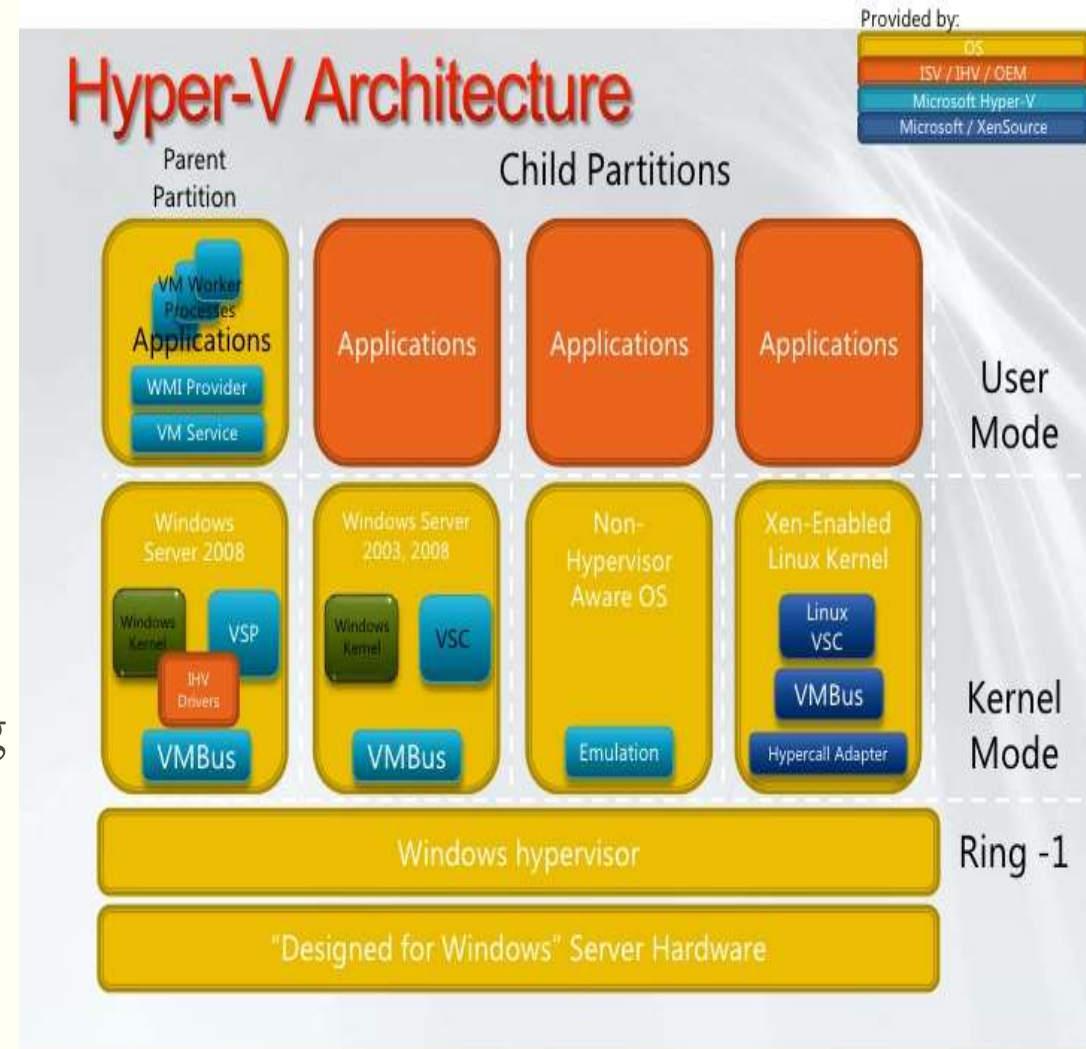 Provided by:
OS
ISV / IHV / OEM
Microsoft Hyper-V
Microsoft / XenSource
Hyper-V Architecture
Parent
Partition
Child Partitions
VM Worker
Processes
Applications
WMI Provider
VM Service
Applications
Applications
Applications
User
Mode
Windows
Server 2008
Windows
Kernel
VSP
IHV
Drivers
VMBus
Windows Server
2003, 2008
Windows
Kernel
VSC
VMBus
Non-
Hypervisor
Aware OS
Emulation
Xen-Enabled
Linux Kernel
Linux
VSC
VMBus
Hypercall Adapter
Kernel
Mode
g
Windows hypervisor
Ring -1
"Designed for Windows" Server Hardware